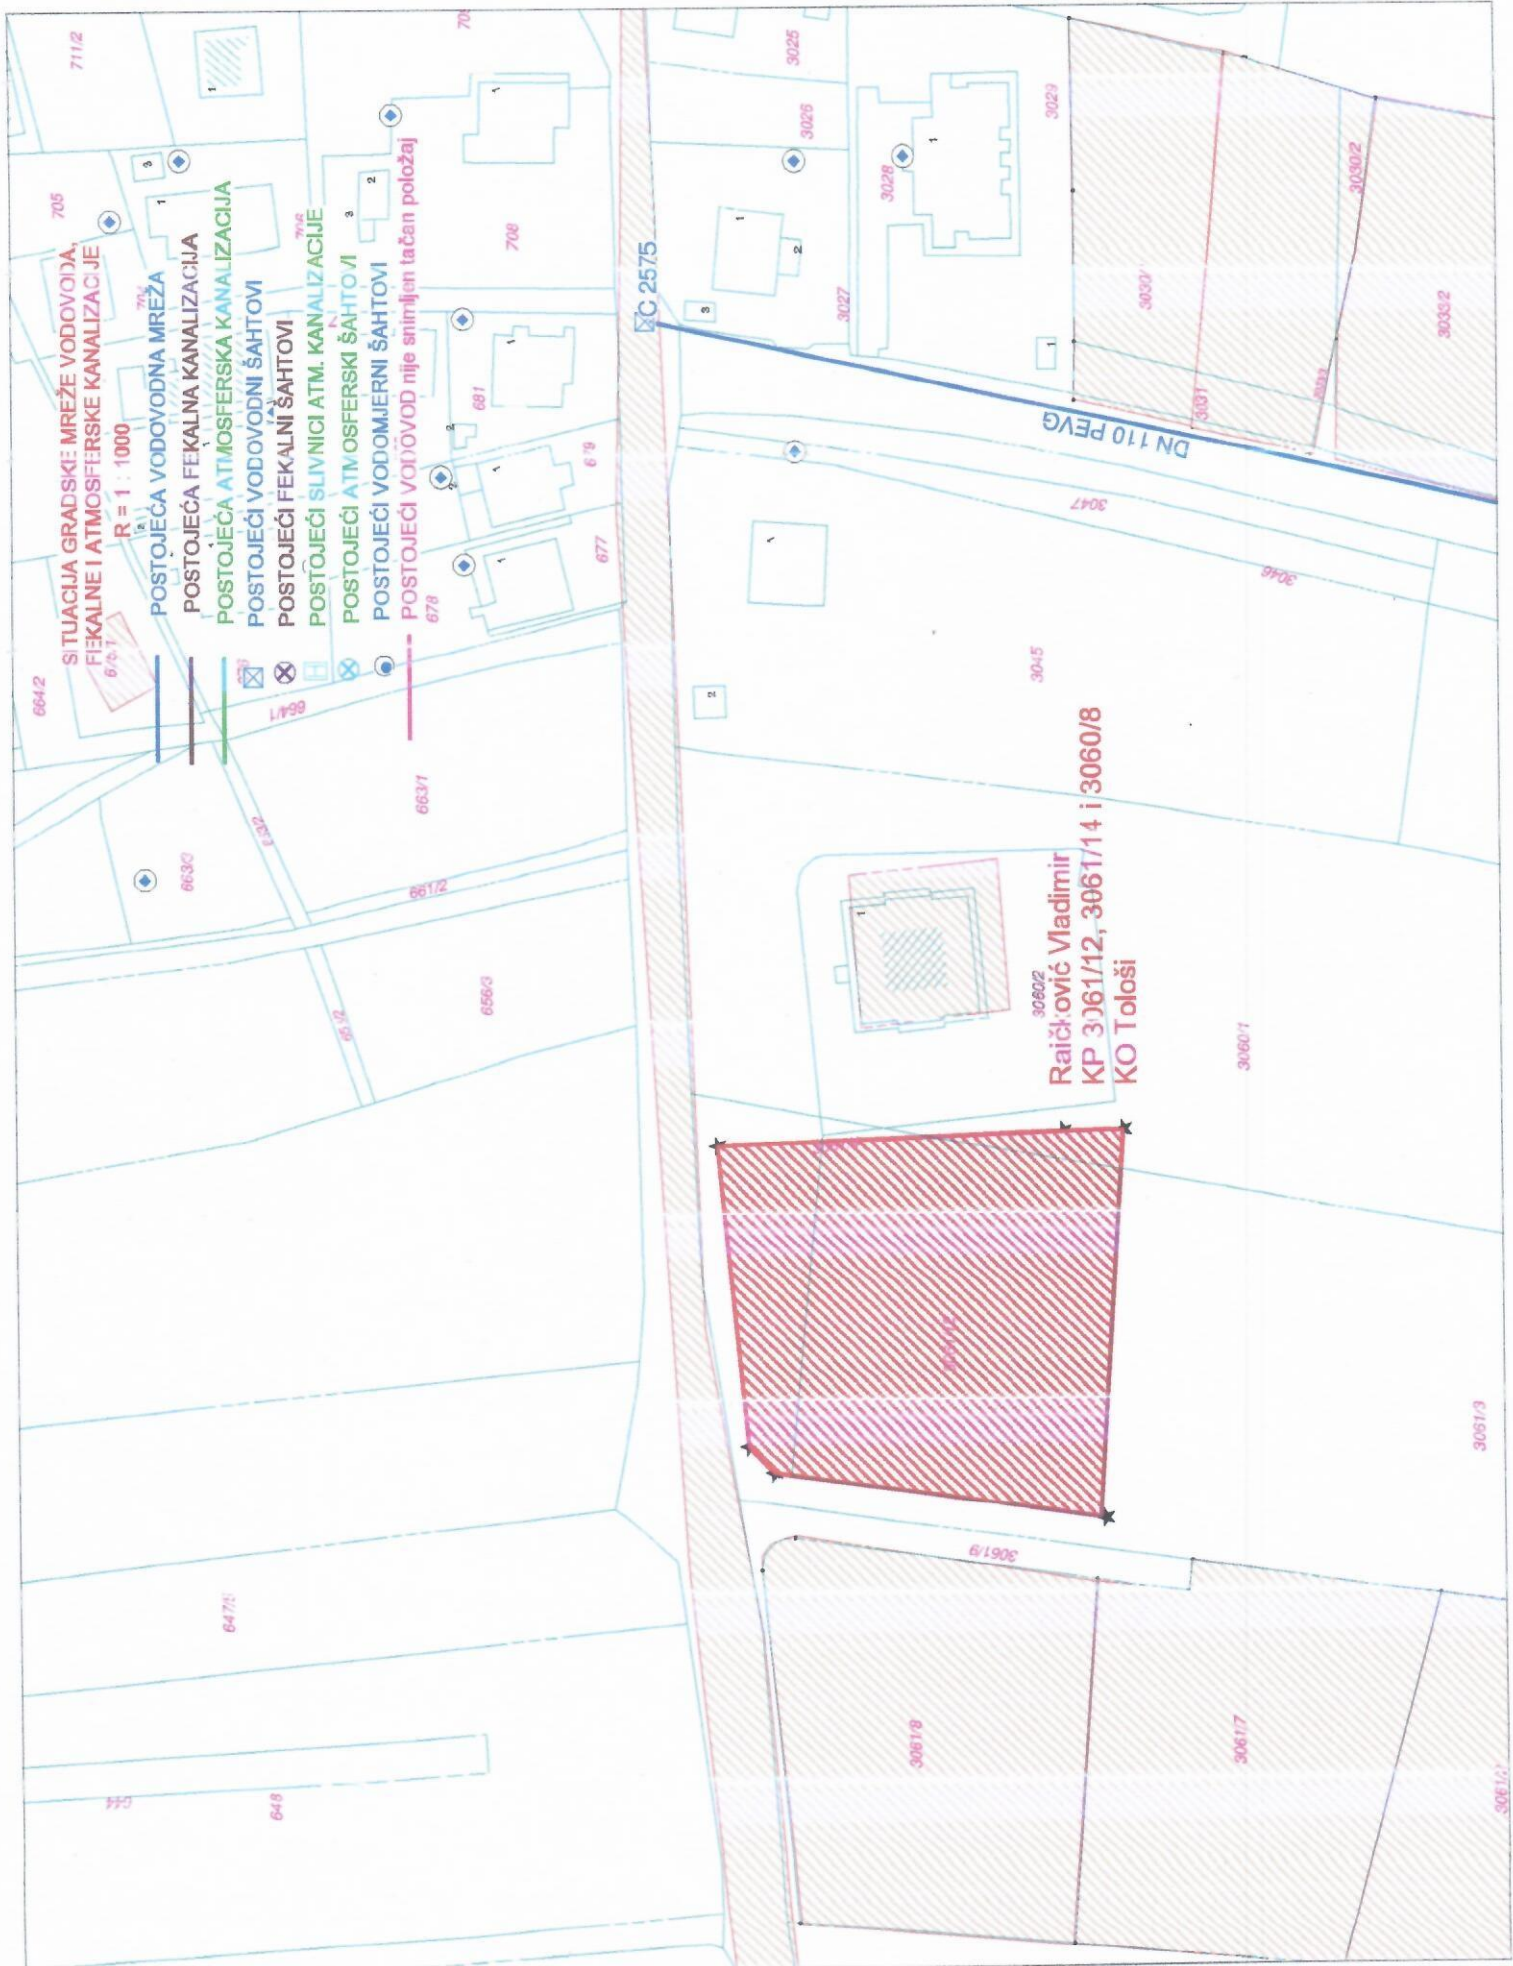 SITUACIJA GRADSKE MREŽE VODOVODA,
FEKALNE I ATMOSFERSKE KANALIZACIJE
R = 1 : 1000
POSTOJEĆA VODOVODNA MREŽA
POSTOJEĆA FEKALNA KANALIZACIJA
POSTOJEĆA ATMOSFERSKA KANALIZACIJA
POSTOJEĆI VODOVODNI ŠAHTOVI
POSTOJEĆI FEKALNI ŠAHTOVI
POSTOJEĆI SLIVNICI ATM. KANALIZACIJE
POSTOJEĆI ATMOSFERSKI ŠAHTOVI
POSTOJEĆI VODOMJERNI ŠAHTOVI
POSTOJEĆI VODOVOD nije snimljen tačan položaj
711/2
705
708
681
679
677
678
664/2
664/1
663/1
663/3
661/2
656/3
648
C 2575
DN 110 PEVG
3025
3026
3027
3028
3029
3030/2
3031
3033/2
3047
3046
3045
3060/2
Raičković Vladimir
KP 3061/12, 3061/14 i 3060/8
KO Tološi
3060/1
3061/3
3061/9
3061/8
3061/7